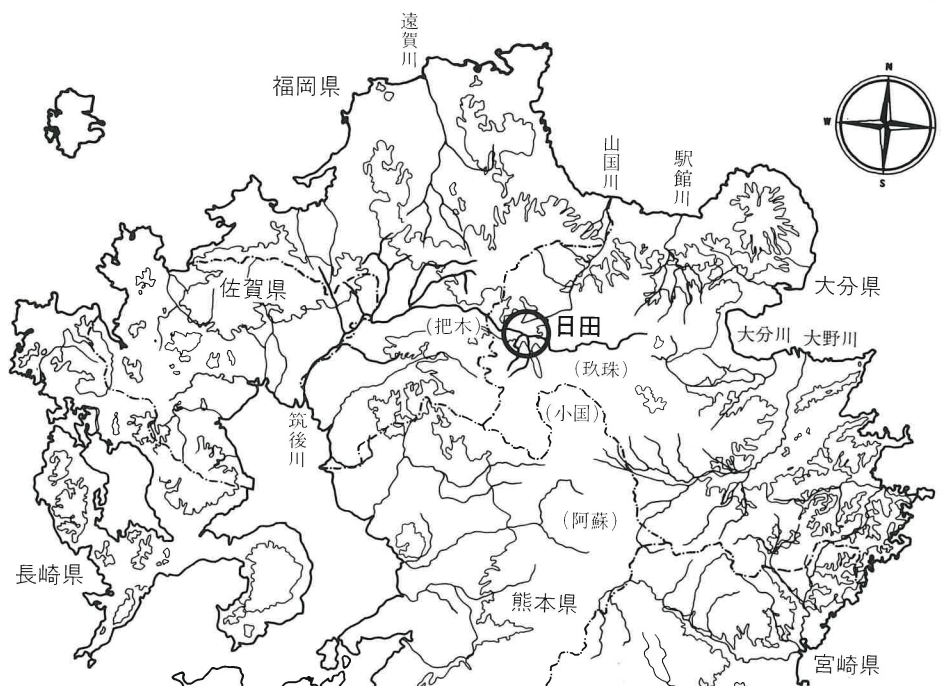 遠賀川
福岡県
N
W
E
S
山国川
駅館川
佐賀県
大分県
(把木)
日田
大分川
大野川
(玖珠)
(小国)
筑後川
(阿蘇)
長崎県
熊本県
宮崎県